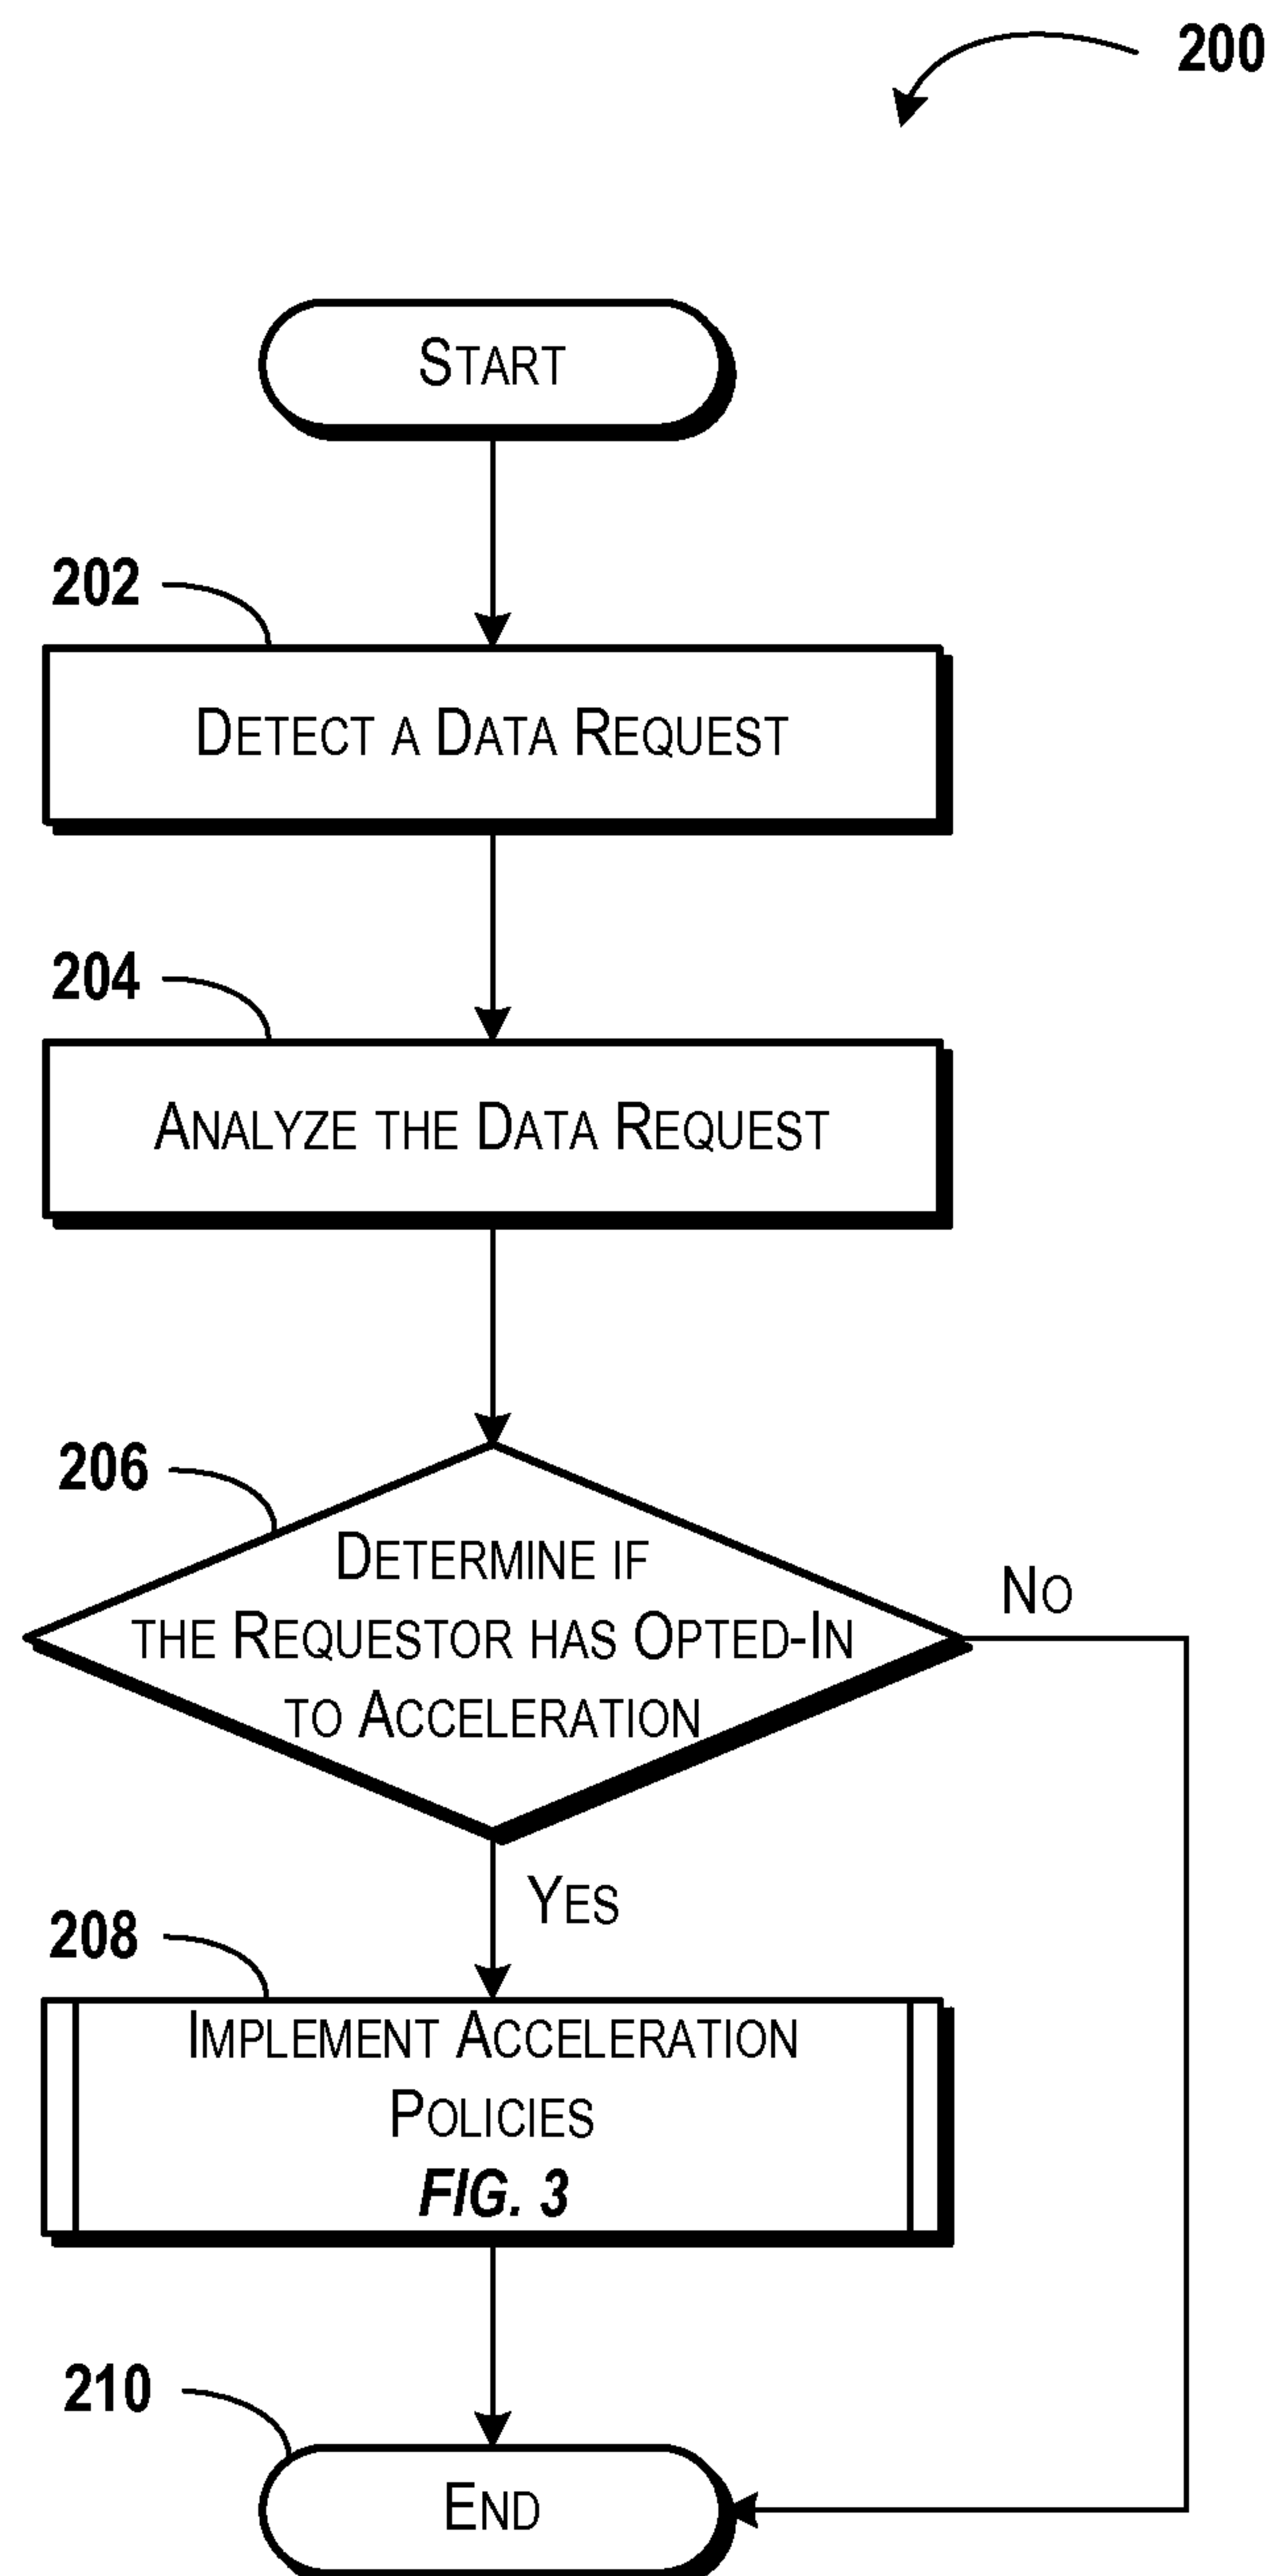 200
START
202
DETECT A DATA REQUEST
204
ANALYZE THE DATA REQUEST
206
DETERMINE IF
THE REQUESTOR HAS OPTED-IN
TO ACCELERATION
NO
YES
208
IMPLEMENT ACCELERATION
POLICIES
FIG. 3
210
END